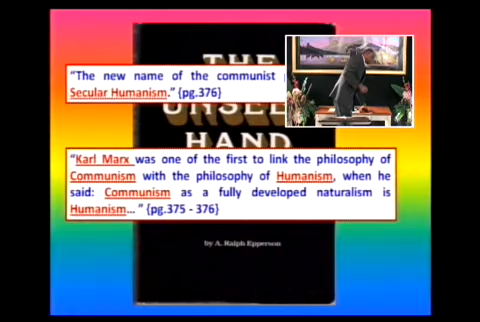 THE
"The new name of the communist
Secular Humanism." {pg.376}
UNSEEN
HAND
"Karl Marx was one of the first to link the philosophy of
Communism with the philosophy of Humanism, when he
said: Communism as a fully developed naturalism is
Humanism... " {pg.375 - 376}
by A. Ralph Epperson